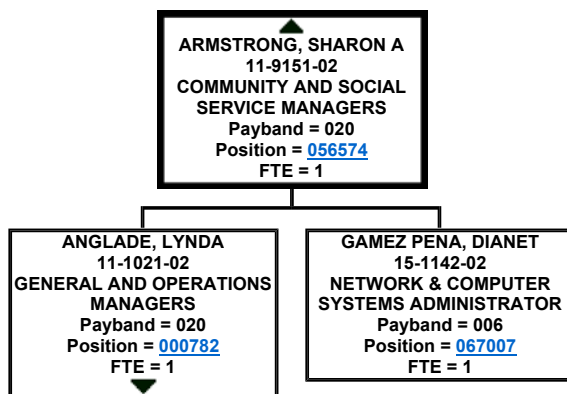 ARMSTRONG, SHARON A
11-9151-02
COMMUNITY AND SOCIAL
SERVICE MANAGERS
Payband = 020
Position = 056574
FTE = 1
ANGLADE, LYNDA
11-1021-02
GENERAL AND OPERATIONS
MANAGERS
Payband = 020
Position = 000782
FTE = 1
GAMEZ PENA, DIANET
15-1142-02
NETWORK & COMPUTER
SYSTEMS ADMINISTRATOR
Payband = 006
Position = 067007
FTE = 1